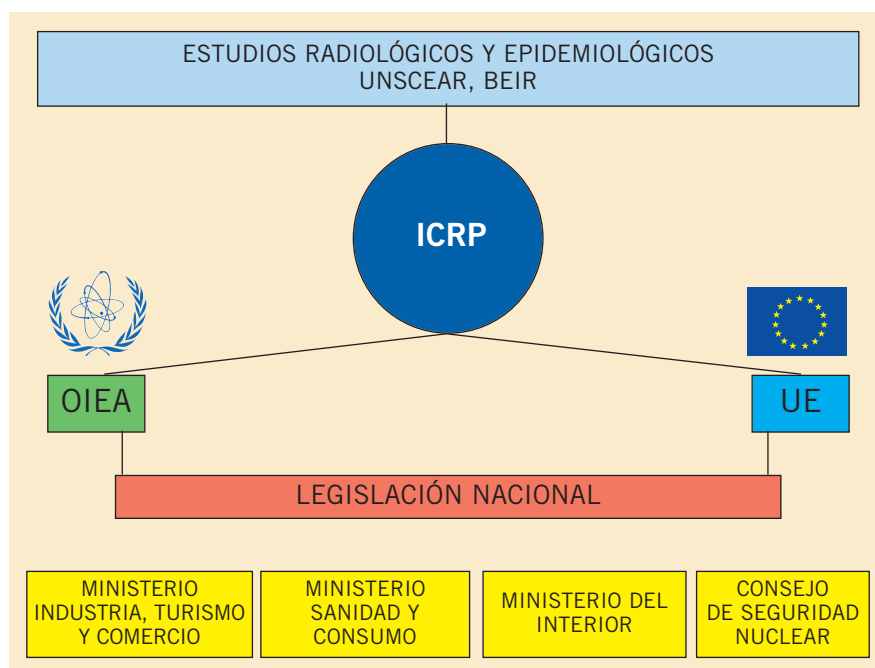 ESTUDIOS RADIOLÓGICOS Y EPIDEMIOLÓGICOS
UNSCEAR, BEIR
ICRP
OIEA
UE
LEGISLACIÓN NACIONAL
MINISTERIO
INDUSTRIA, TURISMO
Y COMERCIO
MINISTERIO
SANIDAD Y
CONSUMO
MINISTERIO DEL
INTERIOR
CONSEJO
DE SEGURIDAD
NUCLEAR